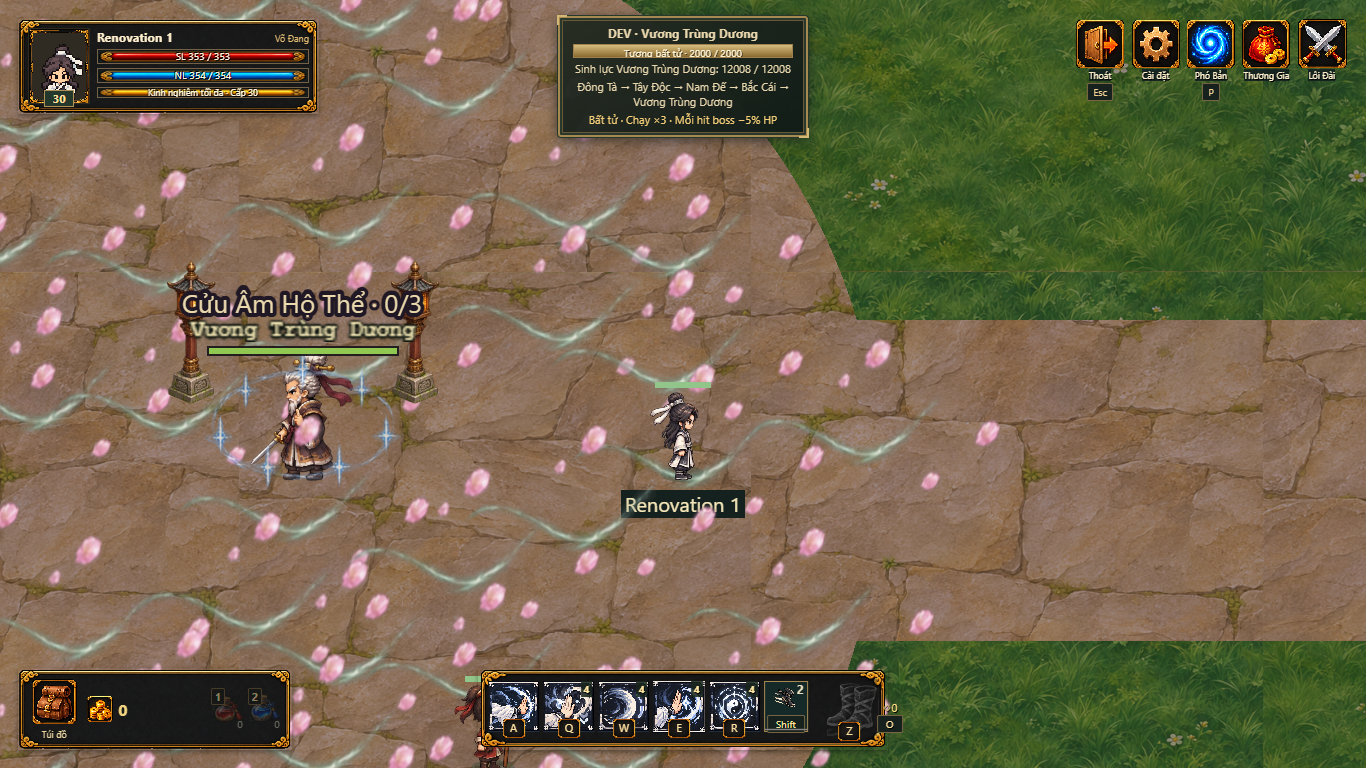 Renovation 1
Võ Đang
SL 353 / 353
NL 354 / 354
Kinh nghiệm tối đa · Cấp 30
30
DEV · Vương Trùng Dương
Tương bất tử · 2000 / 2000
Sinh lực Vương Trùng Dương: 12008 / 12008
Đông Tà → Tây Độc → Nam Đế → Bắc Cái →
Vương Trùng Dương
Bất tử · Chạy ×3 · Mỗi hit boss −5% HP
Thoát
Cài đặt
Phó Bản
Thương Gia
Lôi Đài
Esc
P
Cửu Âm Hộ Thể · 0/3
Vương Trùng Dương
Renovation 1
Túi đồ
0
1
0
2
0
A
4
Q
4
W
4
E
4
R
2
Shift
Z
0
O